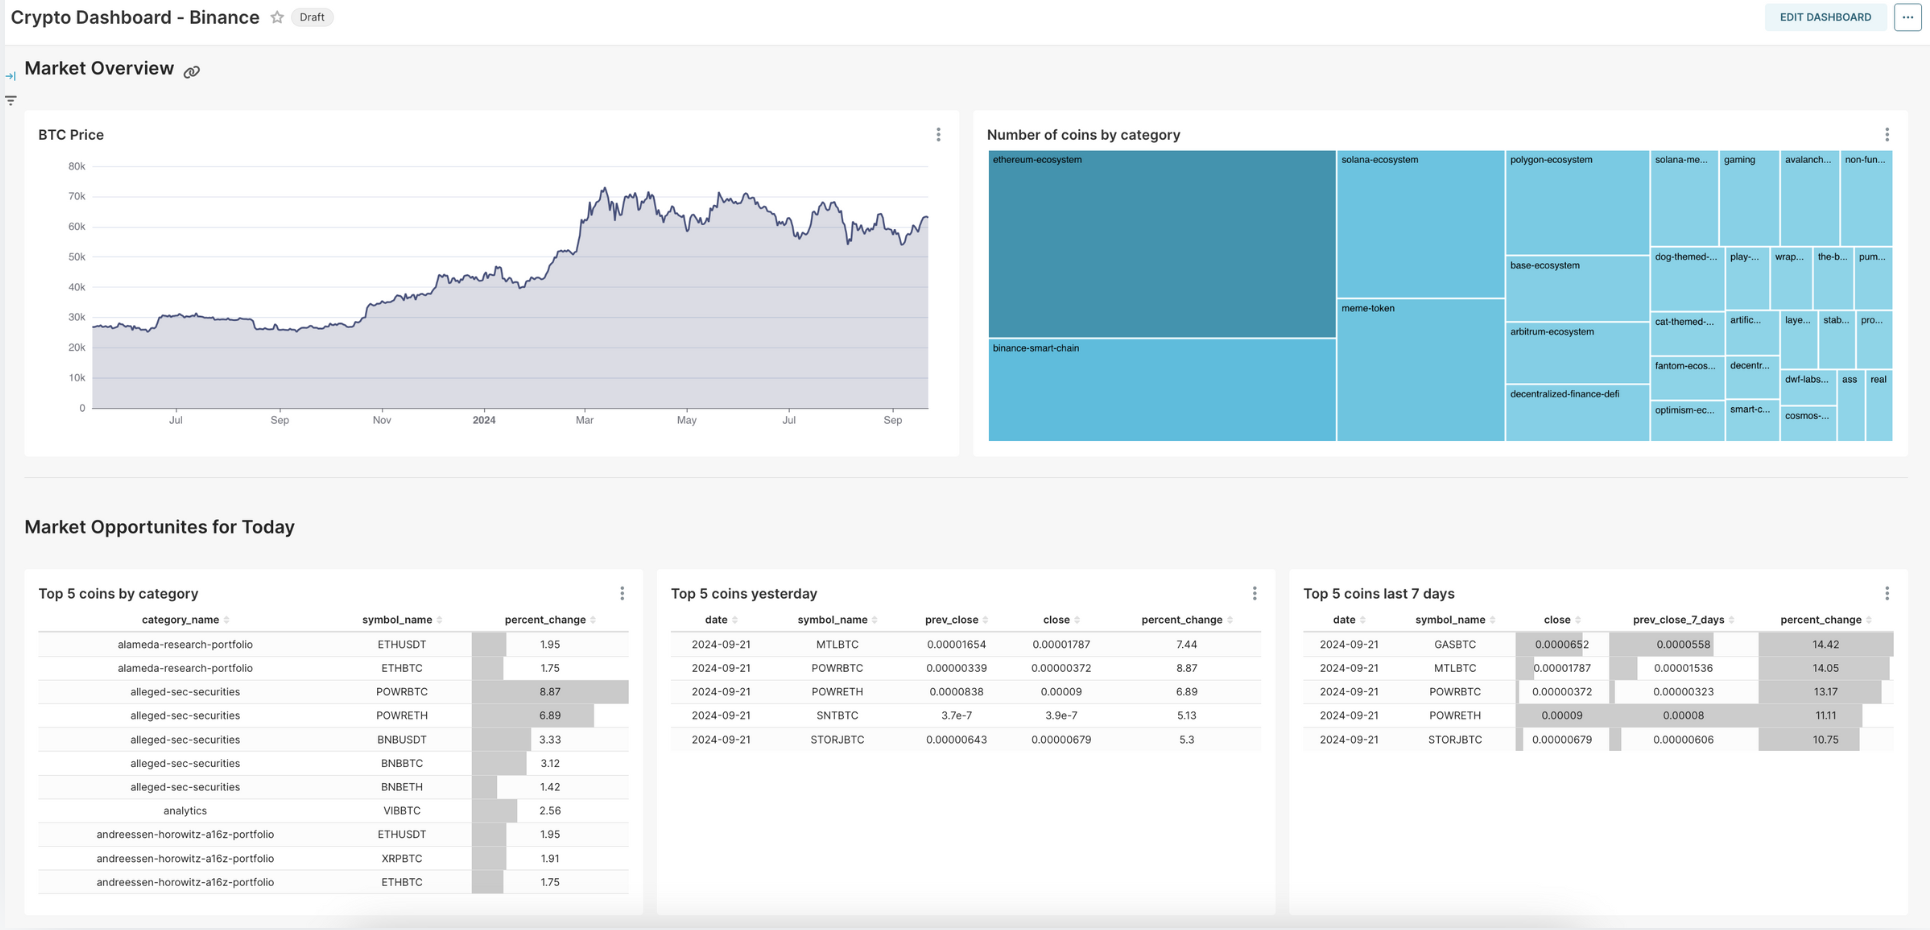 Crypto Dashboard - Binance Draft EDIT DASHBOARD ...
Market Overview
BTC Price
80k
70k
60k
50k
40k
30k
20k
10k
0
Jul Sep Nov 2024 Mar May Jul Sep
Number of coins by category
ethereum-ecosystem
binance-smart-chain
solana-ecosystem
meme-token
polygon-ecosystem
base-ecosystem
arbitrum-ecosystem
decentralized-finance-defi
solana-me... gaming avalanch... non-fun...
dog-themed-... play-... wrap... the-b... pum...
cat-themed-... artific... laye... stab... pro...
fantom-ecos... decentr... dwf-labs... ass real
optimism-ec... smart-c... cosmos-...
Market Opportunites for Today
Top 5 coins by category
category_name symbol_name percent_change
alameda-research-portfolio ETHUSDT 1.95
alameda-research-portfolio ETHBTC 1.75
alleged-sec-securities POWRBTC 8.87
alleged-sec-securities POWRETH 6.89
alleged-sec-securities BNBUSDT 3.33
alleged-sec-securities BNBBTC 3.12
alleged-sec-securities BNBETH 1.42
analytics VIBBTC 2.56
andreessen-horowitz-a16z-portfolio ETHUSDT 1.95
andreessen-horowitz-a16z-portfolio XRPBTC 1.91
andreessen-horowitz-a16z-portfolio ETHBTC 1.75
Top 5 coins yesterday
date symbol_name prev_close close percent_change
2024-09-21 MTLBTC 0.00001654 0.00001787 7.44
2024-09-21 POWRBTC 0.00000339 0.00000372 8.87
2024-09-21 POWRETH 0.0000838 0.00009 6.89
2024-09-21 SNTBTC 3.7e-7 3.9e-7 5.13
2024-09-21 STORJBTC 0.00000643 0.00000679 5.3
Top 5 coins last 7 days
date symbol_name close prev_close_7_days percent_change
2024-09-21 GASBTC 0.0000652 0.0000558 14.42
2024-09-21 MTLBTC 0.00001787 0.00001536 14.05
2024-09-21 POWRBTC 0.00000372 0.00000323 13.17
2024-09-21 POWRETH 0.00009 0.00008 11.11
2024-09-21 STORJBTC 0.00000679 0.00000606 10.75